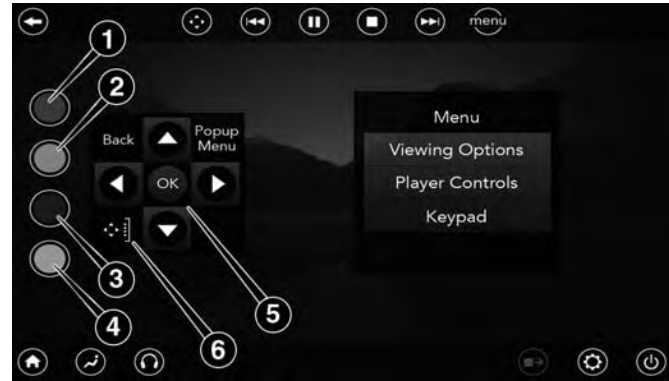 menu
1
2
Back
Popup
Menu
OK
3
4
5
6
Menu
Viewing Options
Player Controls
Keypad